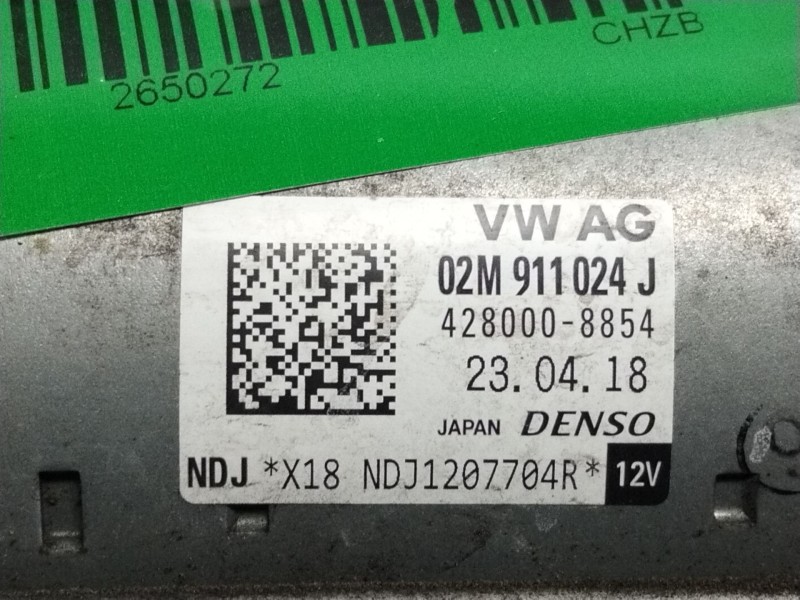 2650272
CHZB
VW AG
02M 911 024 J
428000-8854
23.04.18
JAPAN DENSO
NDJ *X18 NDJ1207704R* 12V